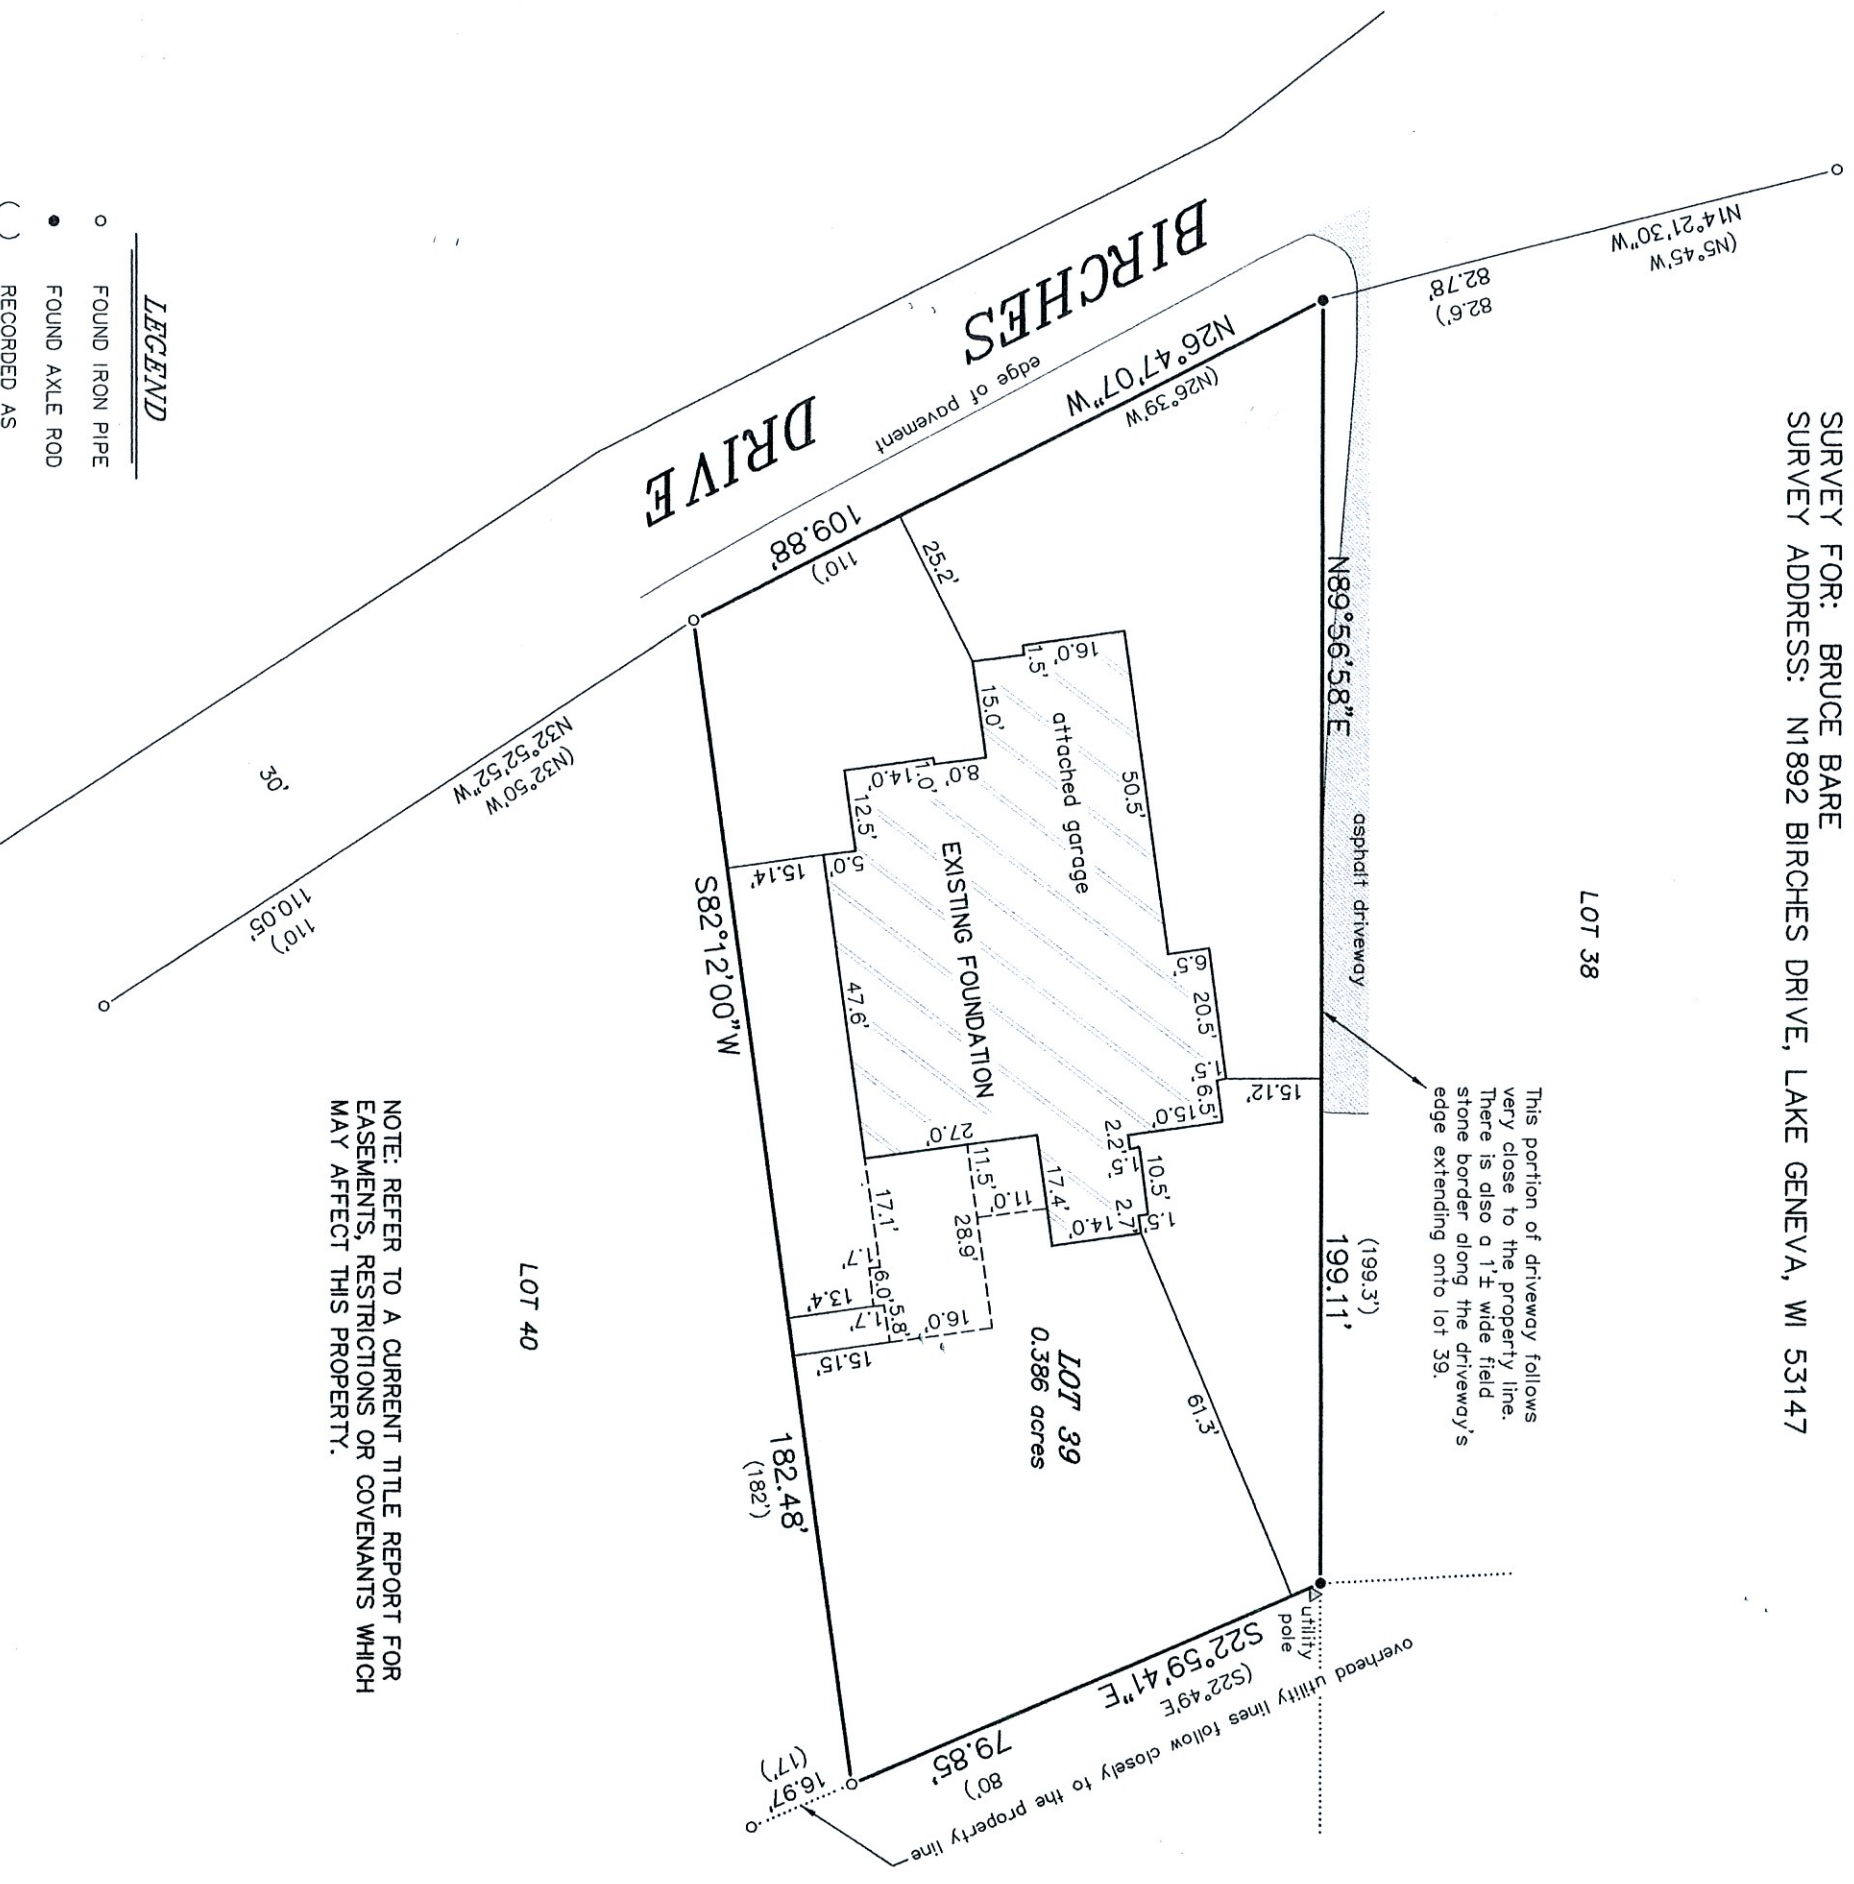 SURVEY FOR: BRUCE BARE
SURVEY ADDRESS: N1892 BIRCHES DRIVE, LAKE GENEVA, WI 53147
LOT 38
This portion of driveway follows
very close to the property line.
There is also a 1'± wide field
stone border along the driveway's
edge extending onto lot 39.
asphalt driveway
N89°56'58"E
199.11'
(199.3')
N14°21'30"W
(N5°45'W
82.78'
82.6')
BIRCHES
DRIVE
edge of pavement
N26°47'07"W
(N26°39'W
109.88'
110')
25.2'
16.0'
1.5'
15.0'
attached garage
50.5'
8.0'
1.0'
14.0'
12.5'
5.0'
15.14'
EXISTING FOUNDATION
6.5'
20.5'
1.5'
6.5'
15.12'
15.0'
2.2'
1.5'
10.5'
2.7'
1.5'
14.0'
17.4'
11.0'
11.5'
27.0'
47.6'
28.9'
17.1'
1.7'
6.0'
13.4'
1.7'
5.8'
16.0'
15.15'
61.3'
LOT 39
0.386 acres
utility
pole
S22°59'41"E
(S22°49'E
79.85'
80')
overhead utility lines follow closely to the property line
16.97'
(17')
S82°12'00"W
182.48'
(182')
N32°52'52"W
(N32°50'W
110.05'
110')
30'
LOT 40
NOTE: REFER TO A CURRENT TITLE REPORT FOR
EASEMENTS, RESTRICTIONS OR COVENANTS WHICH
MAY AFFECT THIS PROPERTY.
LEGEND
○ FOUND IRON PIPE
● FOUND AXLE ROD
( ) RECORDED AS